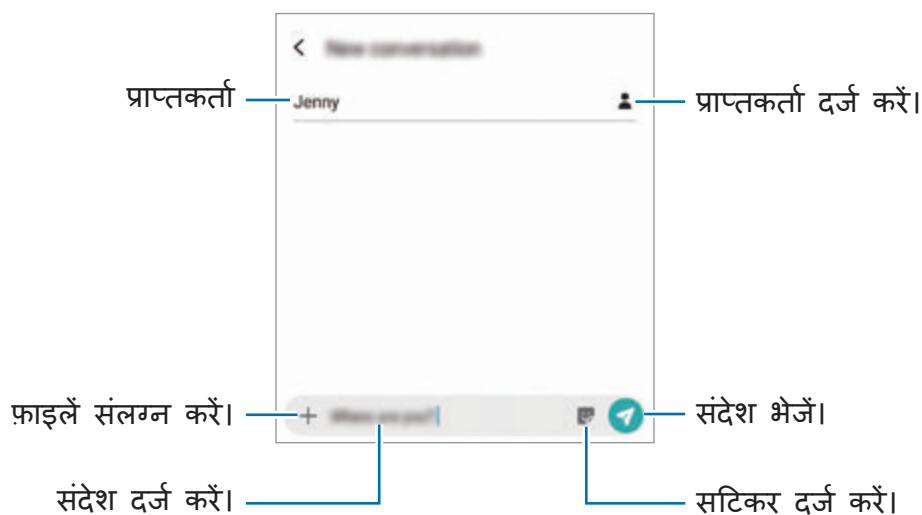 प्राप्तकर्ता
Jenny
प्राप्तकर्ता दर्ज करें।
फ़ाइलें संलग्न करें।
संदेश भेजें।
संदेश दर्ज करें।
सटिकर दर्ज करें।